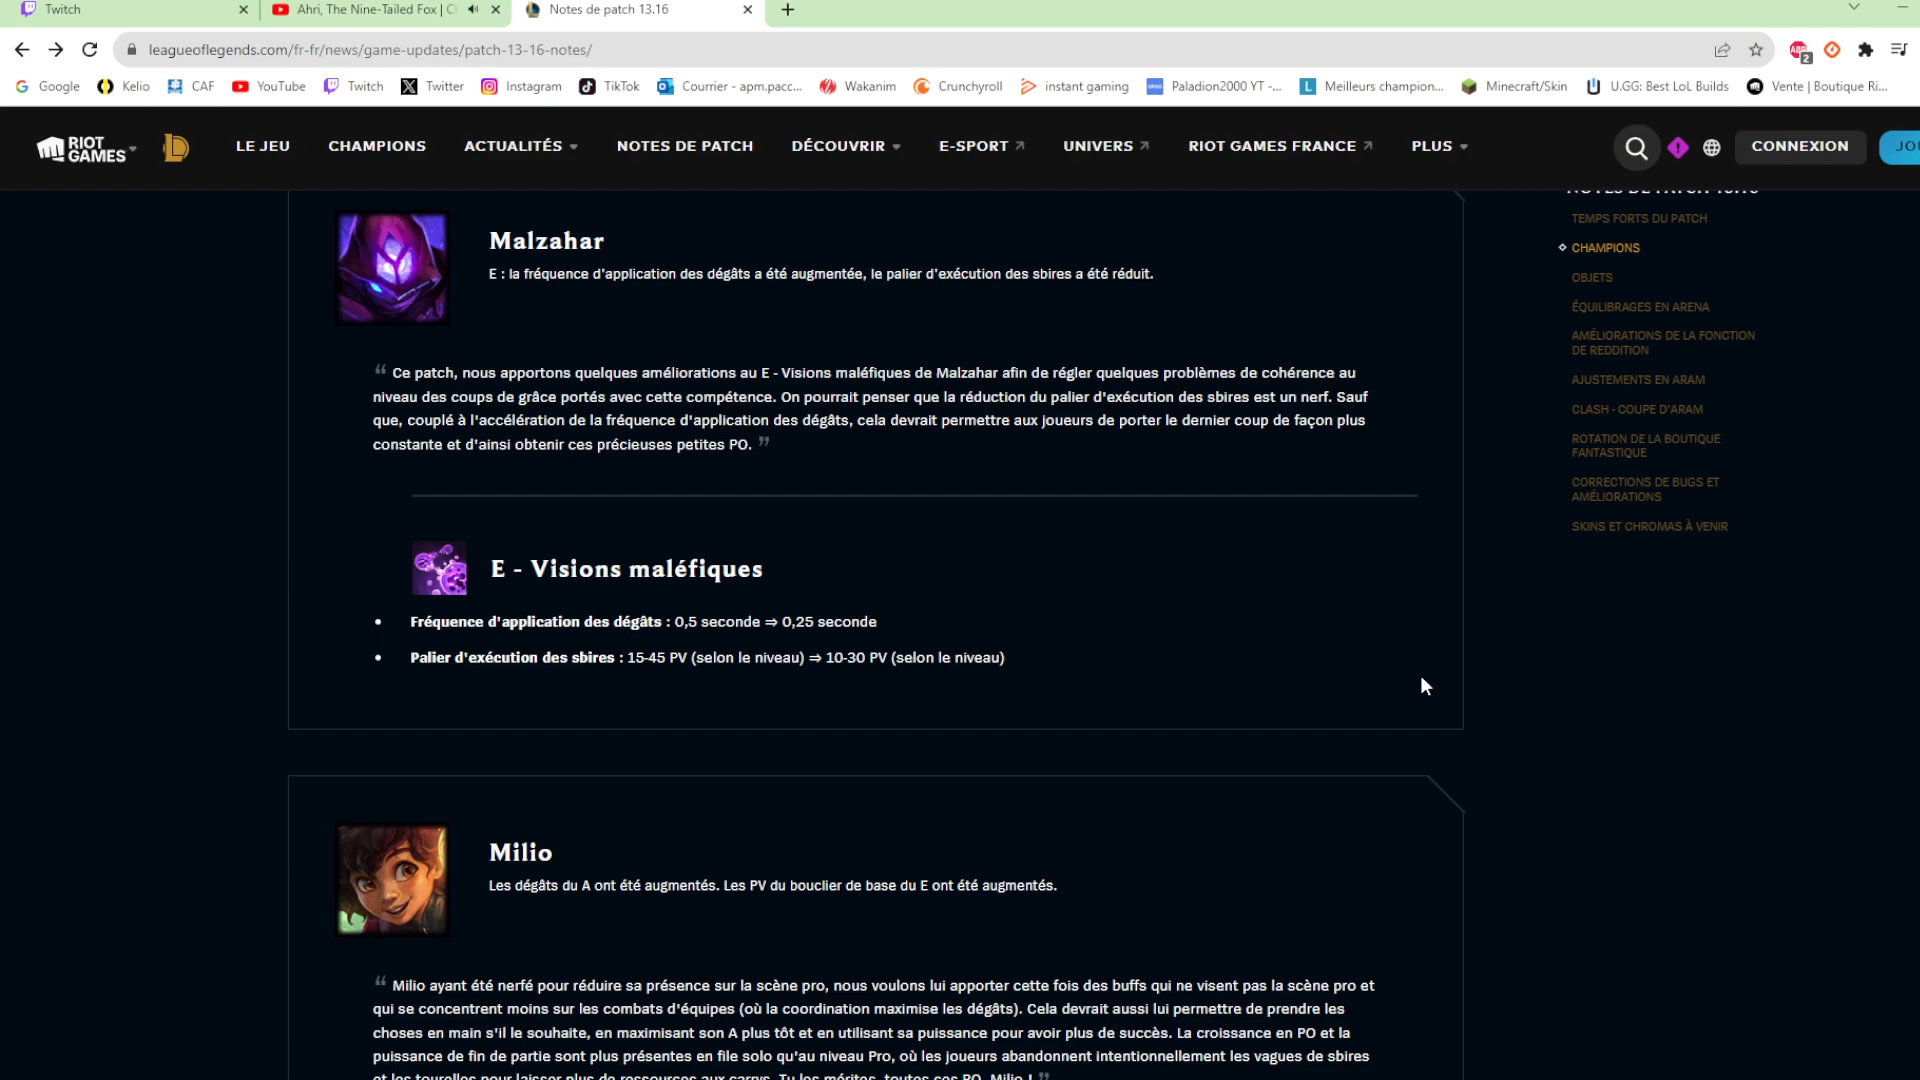 Twitch
Ahri, The Nine-Tailed Fox | C
Notes de patch 13.16
leagueoflegends.com/fr-fr/news/game-updates/patch-13-16-notes/
ABP
2
Google
Kelio
CAF
YouTube
Twitch
Twitter
Instagram
TikTok
Courrier - apm.pacc...
Wakanim
Crunchyroll
instant gaming
Paladion2000 YT -...
Meilleurs champion...
Minecraft/Skin
U.GG: Best LoL Builds
Vente | Boutique Ri...
RIOT GAMES
LE JEU
CHAMPIONS
ACTUALITÉS
NOTES DE PATCH
DÉCOUVRIR
E-SPORT
UNIVERS
RIOT GAMES FRANCE
PLUS
CONNEXION
JOU
Malzahar
E : la fréquence d'application des dégâts a été augmentée, le palier d'exécution des sbires a été réduit.
“ Ce patch, nous apportons quelques améliorations au E - Visions maléfiques de Malzahar afin de régler quelques problèmes de cohérence au
niveau des coups de grâce portés avec cette compétence. On pourrait penser que la réduction du palier d'exécution des sbires est un nerf. Sauf
que, couplé à l'accélération de la fréquence d'application des dégâts, cela devrait permettre aux joueurs de porter le dernier coup de façon plus
constante et d'ainsi obtenir ces précieuses petites PO. ”
E - Visions maléfiques
• Fréquence d'application des dégâts : 0,5 seconde ⇒ 0,25 seconde
• Palier d'exécution des sbires : 15-45 PV (selon le niveau) ⇒ 10-30 PV (selon le niveau)
Milio
Les dégâts du A ont été augmentés. Les PV du bouclier de base du E ont été augmentés.
“ Milio ayant été nerfé pour réduire sa présence sur la scène pro, nous voulons lui apporter cette fois des buffs qui ne visent pas la scène pro et
qui se concentrent moins sur les combats d'équipes (où la coordination maximise les dégâts). Cela devrait aussi lui permettre de prendre les
choses en main s'il le souhaite, en maximisant son A plus tôt et en utilisant sa puissance pour avoir plus de succès. La croissance en PO et la
puissance de fin de partie sont plus présentes en file solo qu'au niveau Pro, où les joueurs abandonnent intentionnellement les vagues de sbires
et les tourelles pour laisser plus de ressources aux carrys. Tu les mérites, toutes ces PO, Milio ! ”
NOTES DE PATCH 13.16
TEMPS FORTS DU PATCH
CHAMPIONS
OBJETS
ÉQUILIBRAGES EN ARENA
AMÉLIORATIONS DE LA FONCTION
DE REDDITION
AJUSTEMENTS EN ARAM
CLASH - COUPE D'ARAM
ROTATION DE LA BOUTIQUE
FANTASTIQUE
CORRECTIONS DE BUGS ET
AMÉLIORATIONS
SKINS ET CHROMAS À VENIR